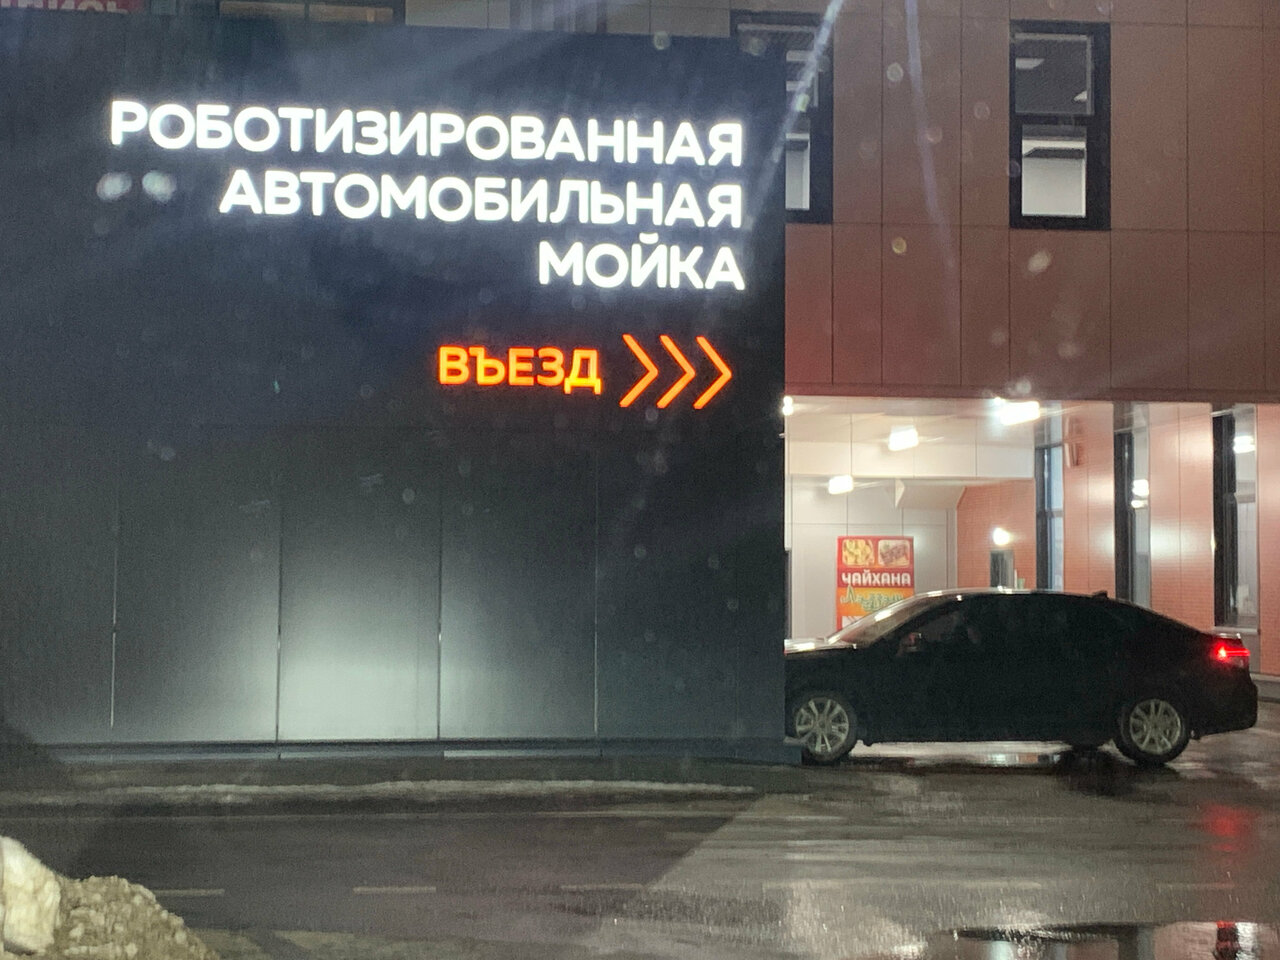 РОБОТИЗИРОВАННАЯ
АВТОМОБИЛЬНАЯ
МОЙКА
ВЪЕЗД
ЧАЙХАНА